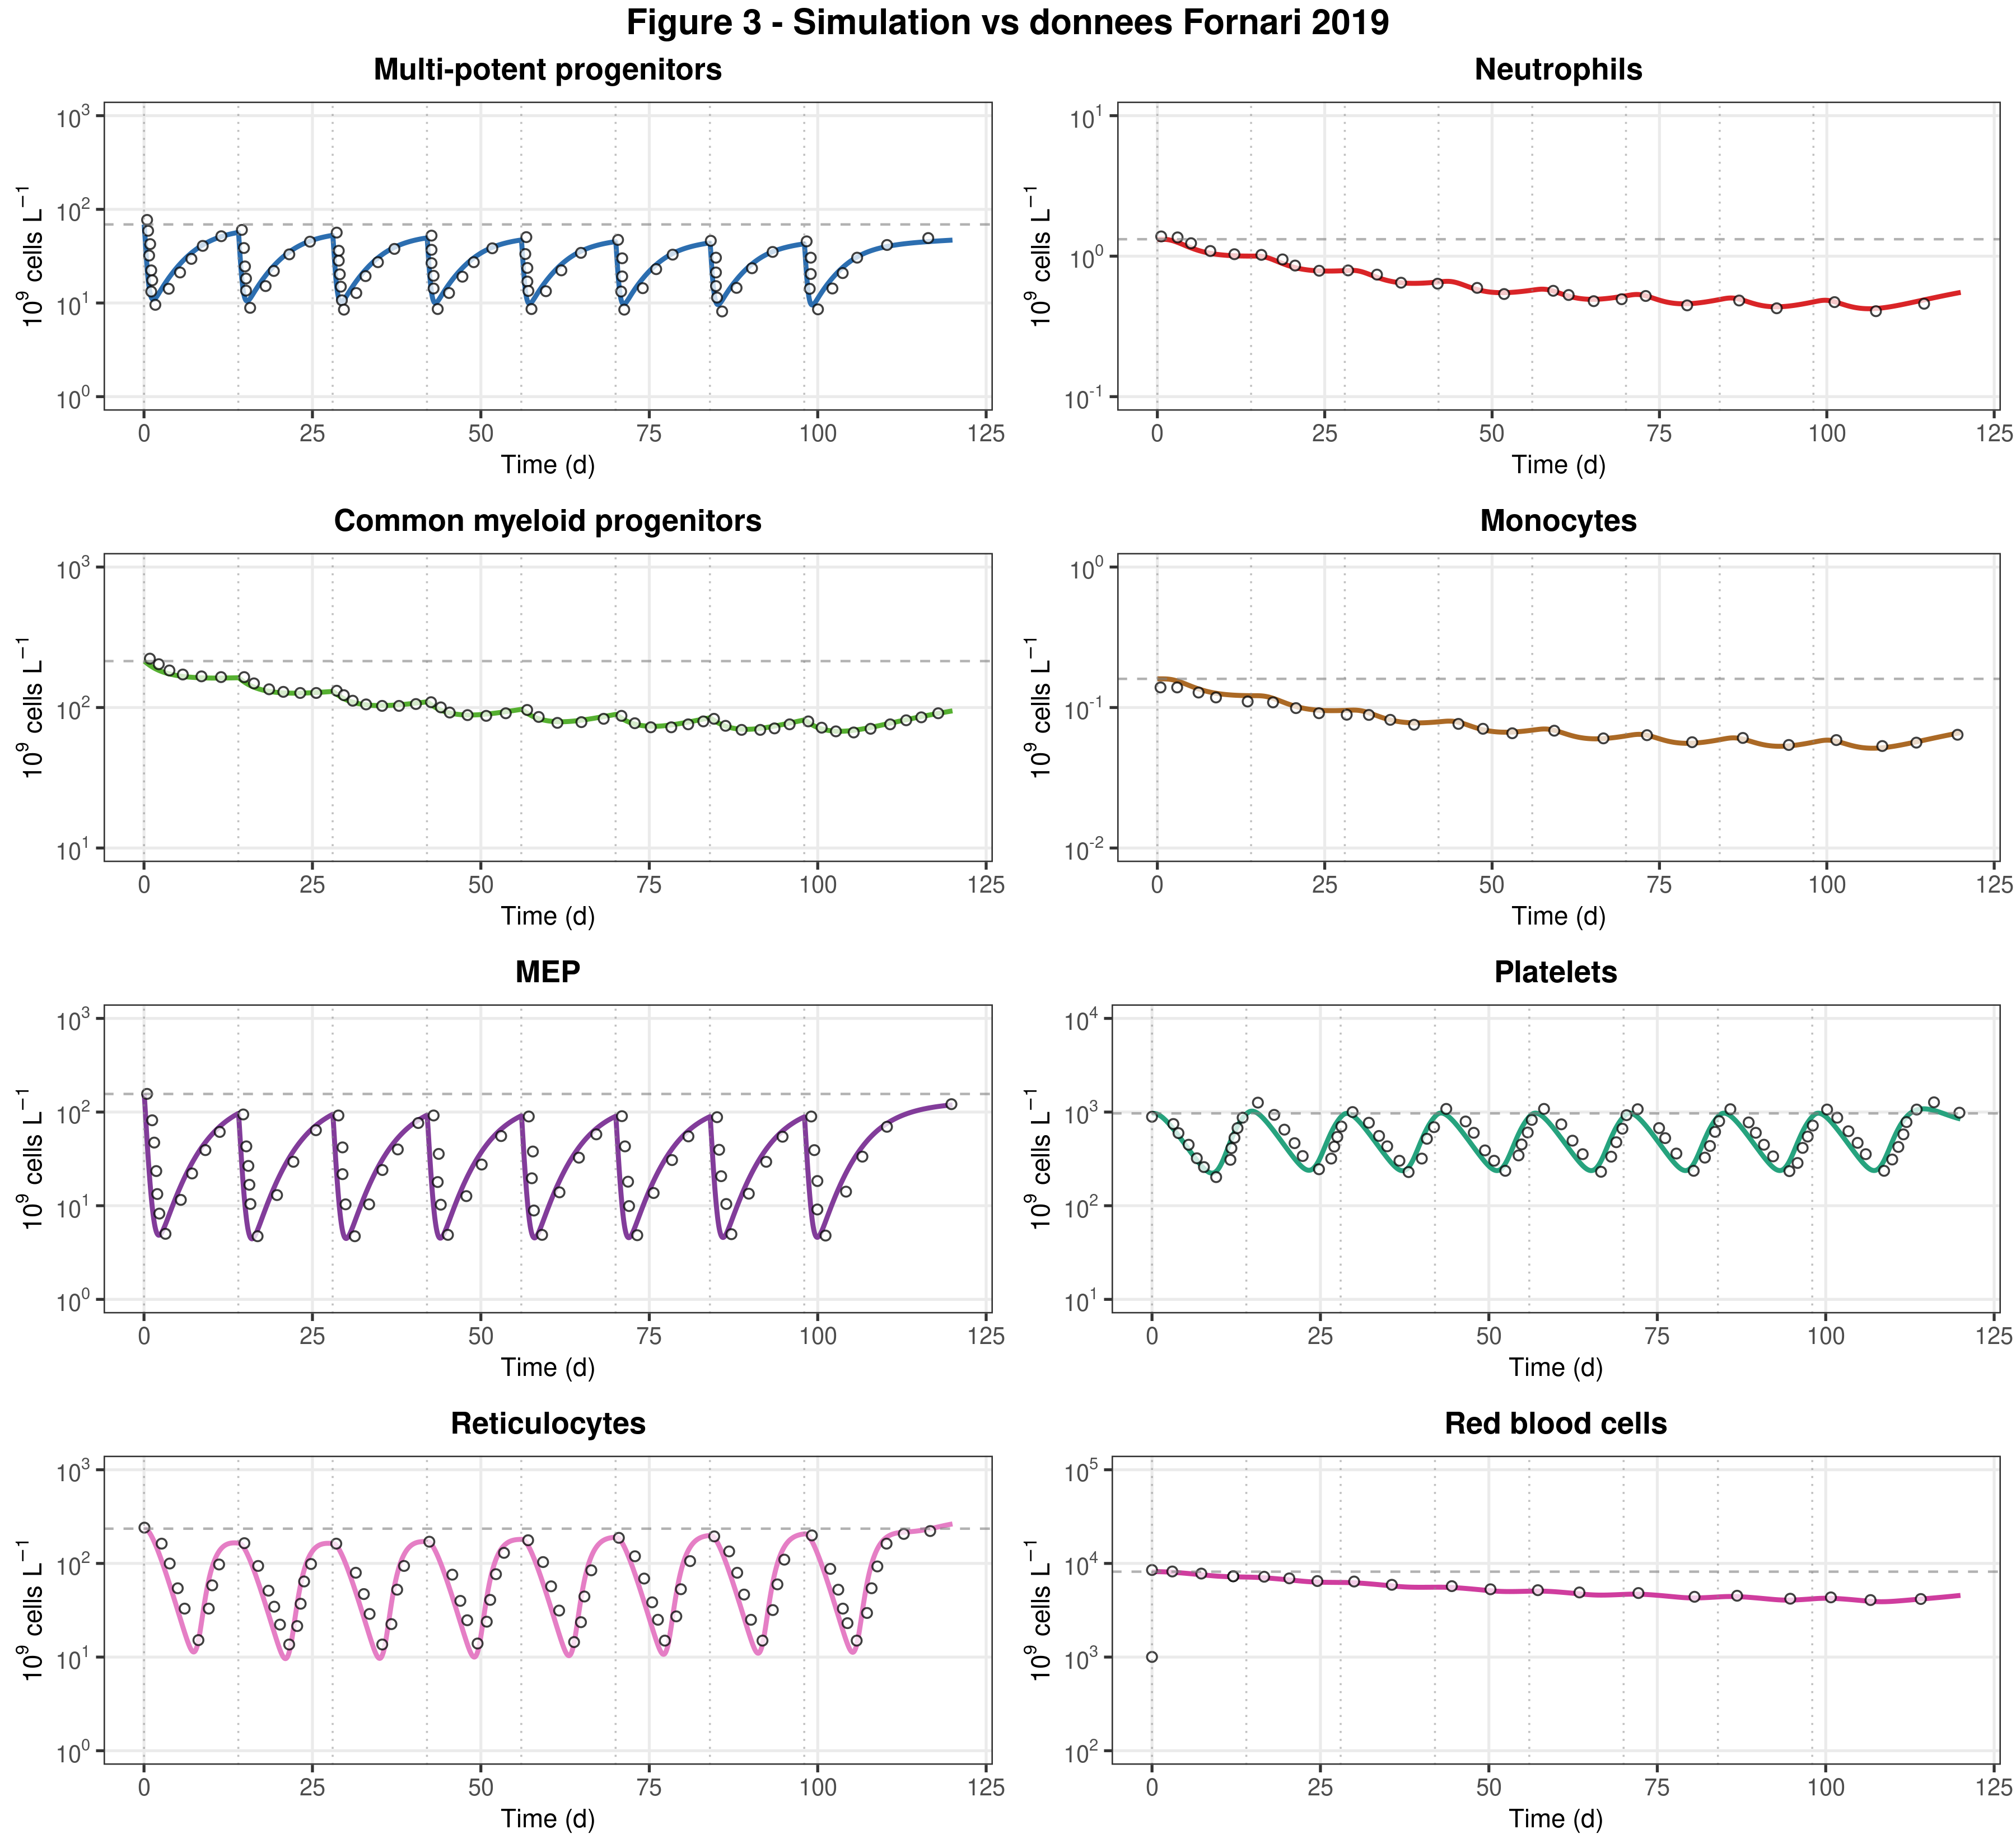 Figure 3 - Simulation vs donnees Fornari 2019
Multi-potent progenitors
10^9 cells L^−1
10^3
10^2
10^1
10^0
0 25 50 75 100 125
Time (d)
Neutrophils
10^9 cells L^−1
10^1
10^0
10^-1
0 25 50 75 100 125
Time (d)
Common myeloid progenitors
10^9 cells L^−1
10^3
10^2
10^1
0 25 50 75 100 125
Time (d)
Monocytes
10^9 cells L^−1
10^0
10^-1
10^-2
0 25 50 75 100 125
Time (d)
MEP
10^9 cells L^−1
10^3
10^2
10^1
10^0
0 25 50 75 100 125
Time (d)
Platelets
10^9 cells L^−1
10^4
10^3
10^2
10^1
0 25 50 75 100 125
Time (d)
Reticulocytes
10^9 cells L^−1
10^3
10^2
10^1
10^0
0 25 50 75 100 125
Time (d)
Red blood cells
10^9 cells L^−1
10^5
10^4
10^3
10^2
0 25 50 75 100 125
Time (d)